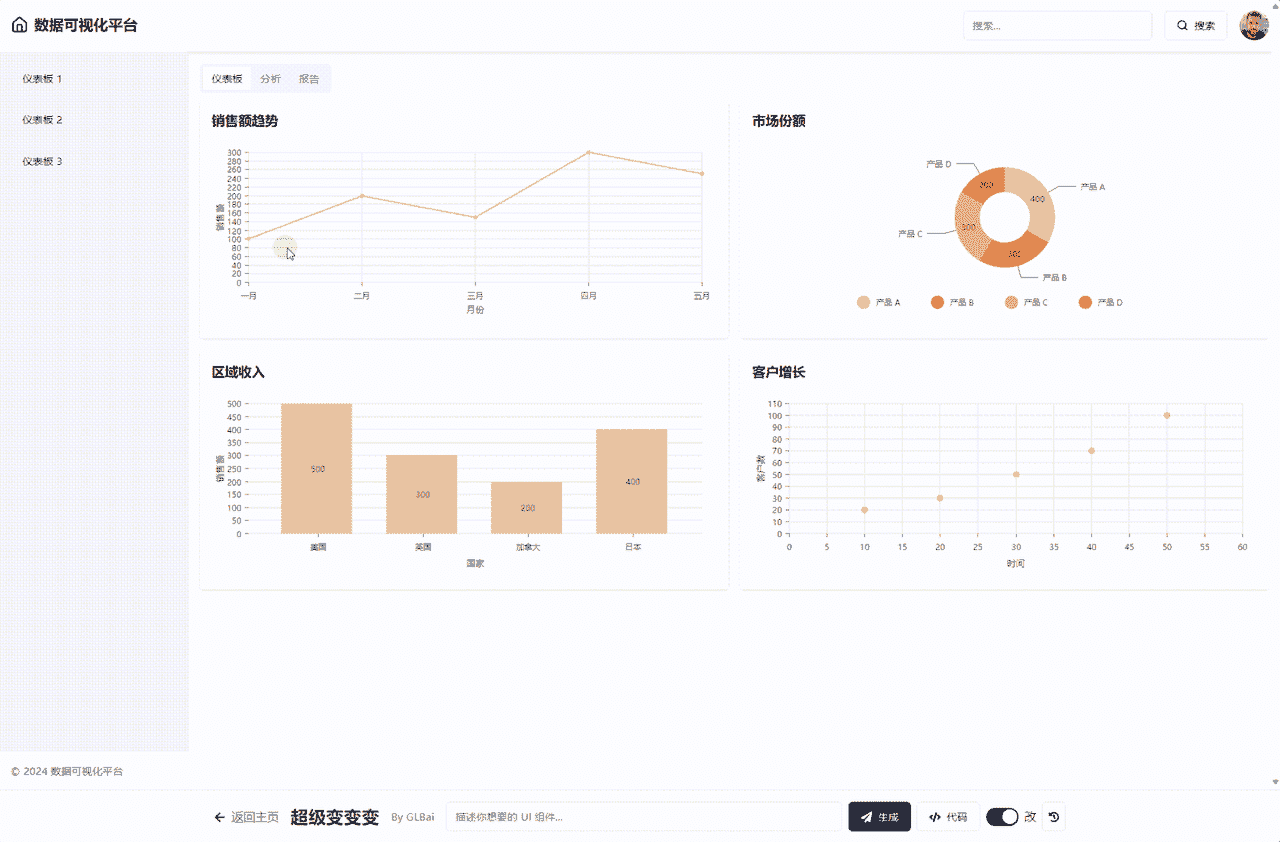 数据可视化平台
搜索...
搜索
仪表板 1
仪表板 2
仪表板 3
仪表板 分析 报告
销售额趋势
300
280
260
240
220
200
180
160
140
120
100
80
60
40
20
0
销售额
一月 二月 三月 四月 五月
月份
市场份额
产品 D
200
产品 A
400
产品 C
300
300
产品 B
产品 A 产品 B 产品 C 产品 D
区域收入
500
450
400
350
300
250
200
150
100
50
0
销售额
500 300 200 400
美国 英国 加拿大 日本
国家
客户增长
110
100
90
80
70
60
50
40
30
20
10
0
客户数
0 5 10 15 20 25 30 35 40 45 50 55 60
时间
© 2024 数据可视化平台
返回主页 超级变变变 By GLBai 描述你想要的 UI 组件... 生成 代码 改